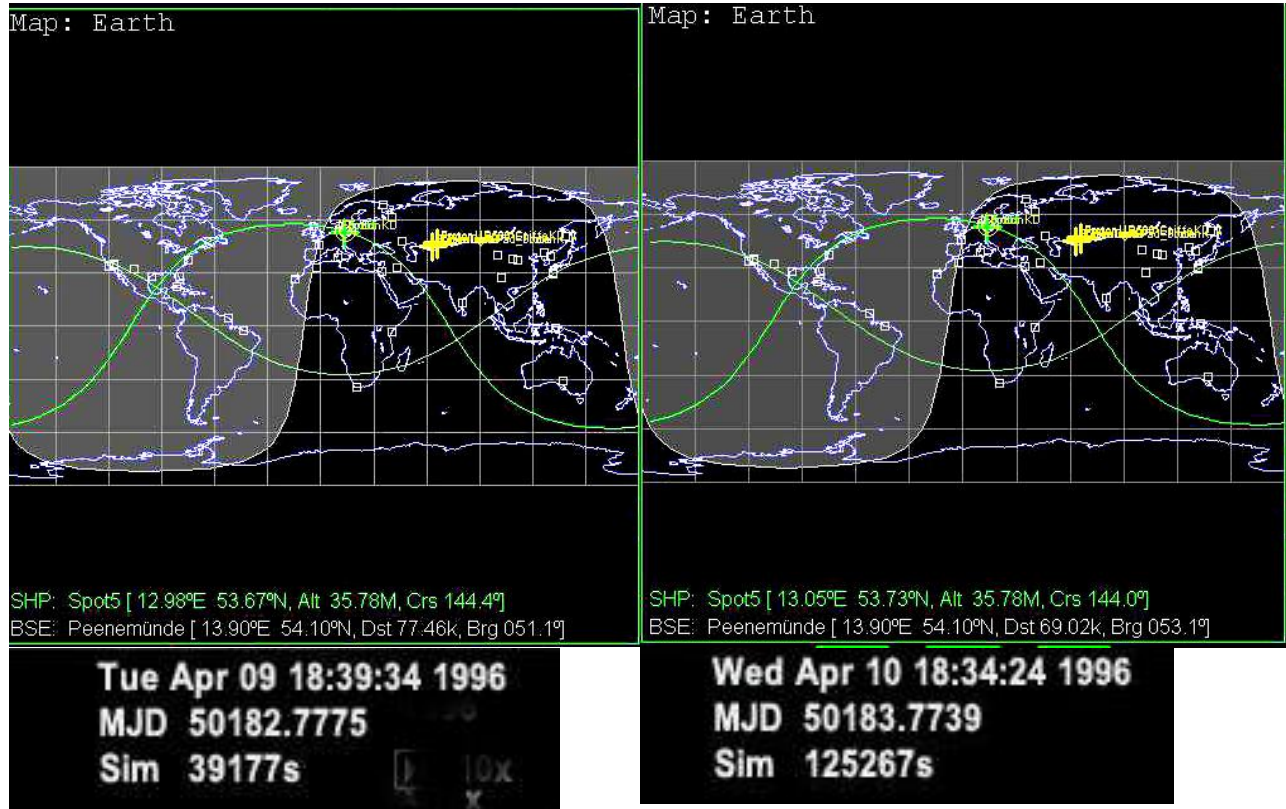 Map: Earth
SHP: Spot5 [ 12.98ºE 53.67ºN, Alt 35.78M, Crs 144.4º]
BSE: Peenemünde [ 13.90ºE 54.10ºN, Dst 77.46k, Brg 051.1º]
Tue Apr 09 18:39:34 1996
MJD 50182.7775
Sim 39177s
10x
x
Map: Earth
SHP: Spot5 [ 13.05ºE 53.73ºN, Alt 35.78M, Crs 144.0º]
BSE: Peenemünde [ 13.90ºE 54.10ºN, Dst 69.02k, Brg 053.1º]
Wed Apr 10 18:34:24 1996
MJD 50183.7739
Sim 125267s